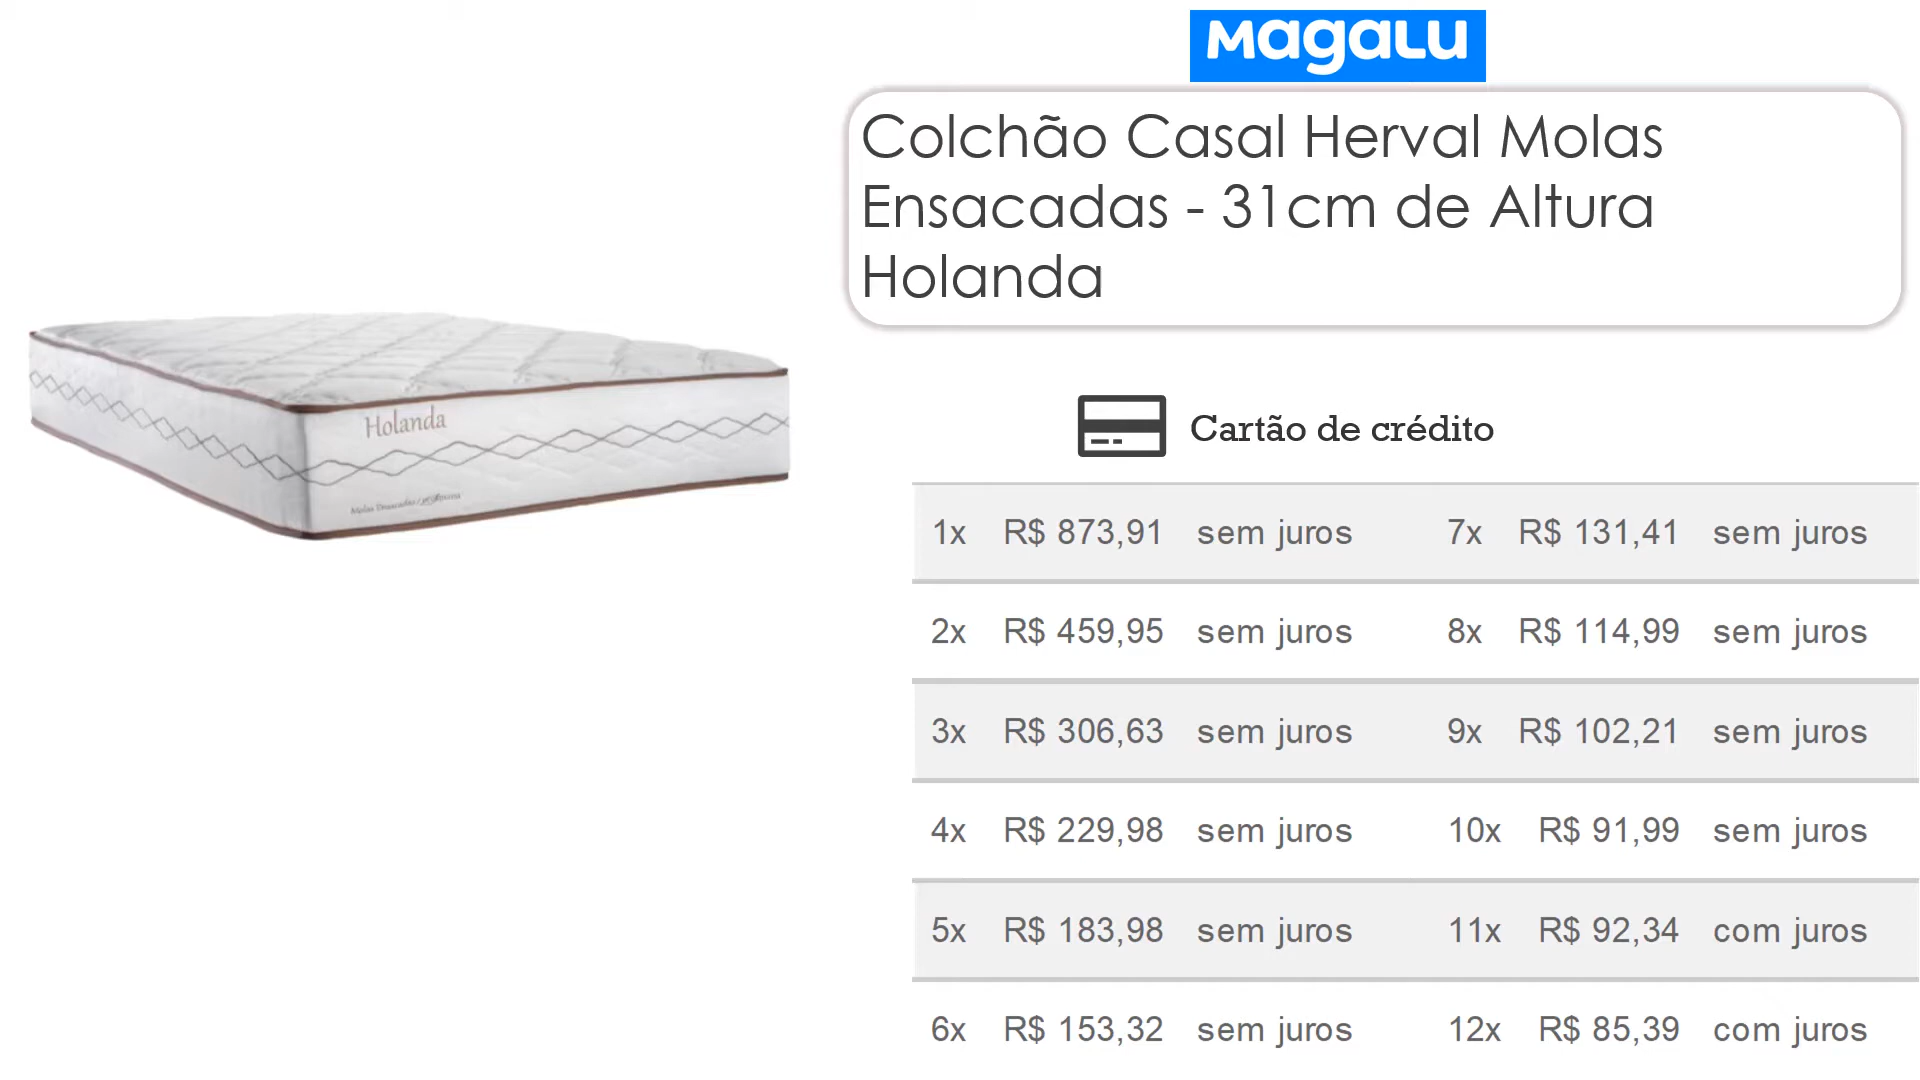 Magalu
Colchão Casal Herval Molas
Ensacadas - 31cm de Altura
Holanda
Holanda
Molas Ensacadas /
Cartão de crédito
1x R$ 873,91 sem juros 7x R$ 131,41 sem juros
2x R$ 459,95 sem juros 8x R$ 114,99 sem juros
3x R$ 306,63 sem juros 9x R$ 102,21 sem juros
4x R$ 229,98 sem juros 10x R$ 91,99 sem juros
5x R$ 183,98 sem juros 11x R$ 92,34 com juros
6x R$ 153,32 sem juros 12x R$ 85,39 com juros